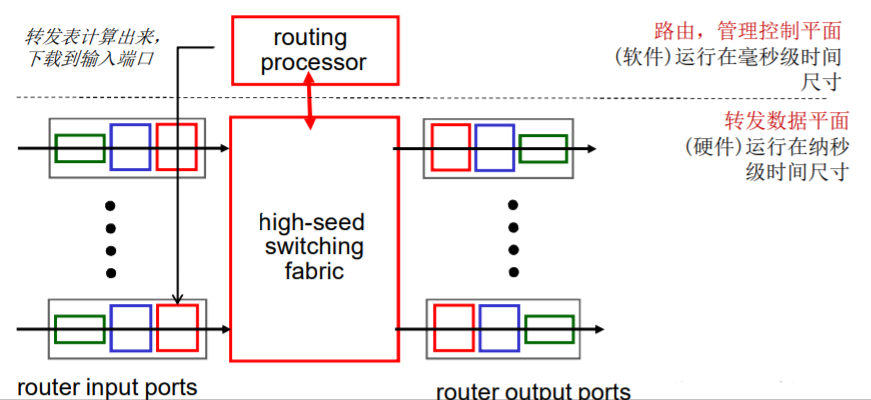 转发表计算出来，
下载到输入端口
routing
processor
路由，管理控制平面
(软件)运行在毫秒级时间
尺寸
转发数据平面
(硬件)运行在纳秒
级时间尺寸
high-seed
switching
fabric
router input ports
router output ports